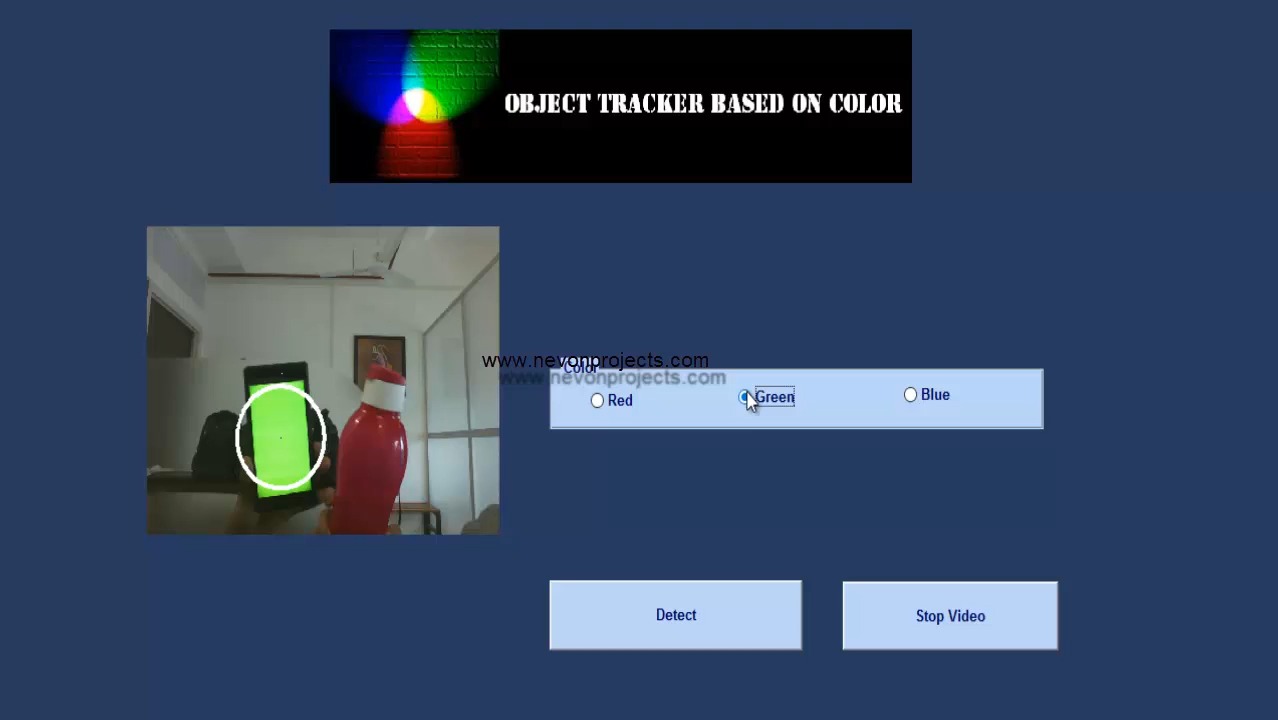 OBJECT TRACKER BASED ON COLOR
www.nevonprojects.com
Color
www.nevonprojects.com
Red
Green
Blue
Detect
Stop Video